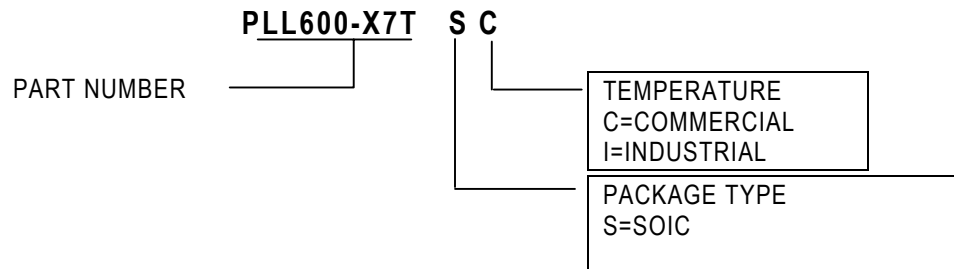 PLL600-X7T S C
PART NUMBER
TEMPERATURE
C=COMMERCIAL
I=INDUSTRIAL
PACKAGE TYPE
S=SOIC